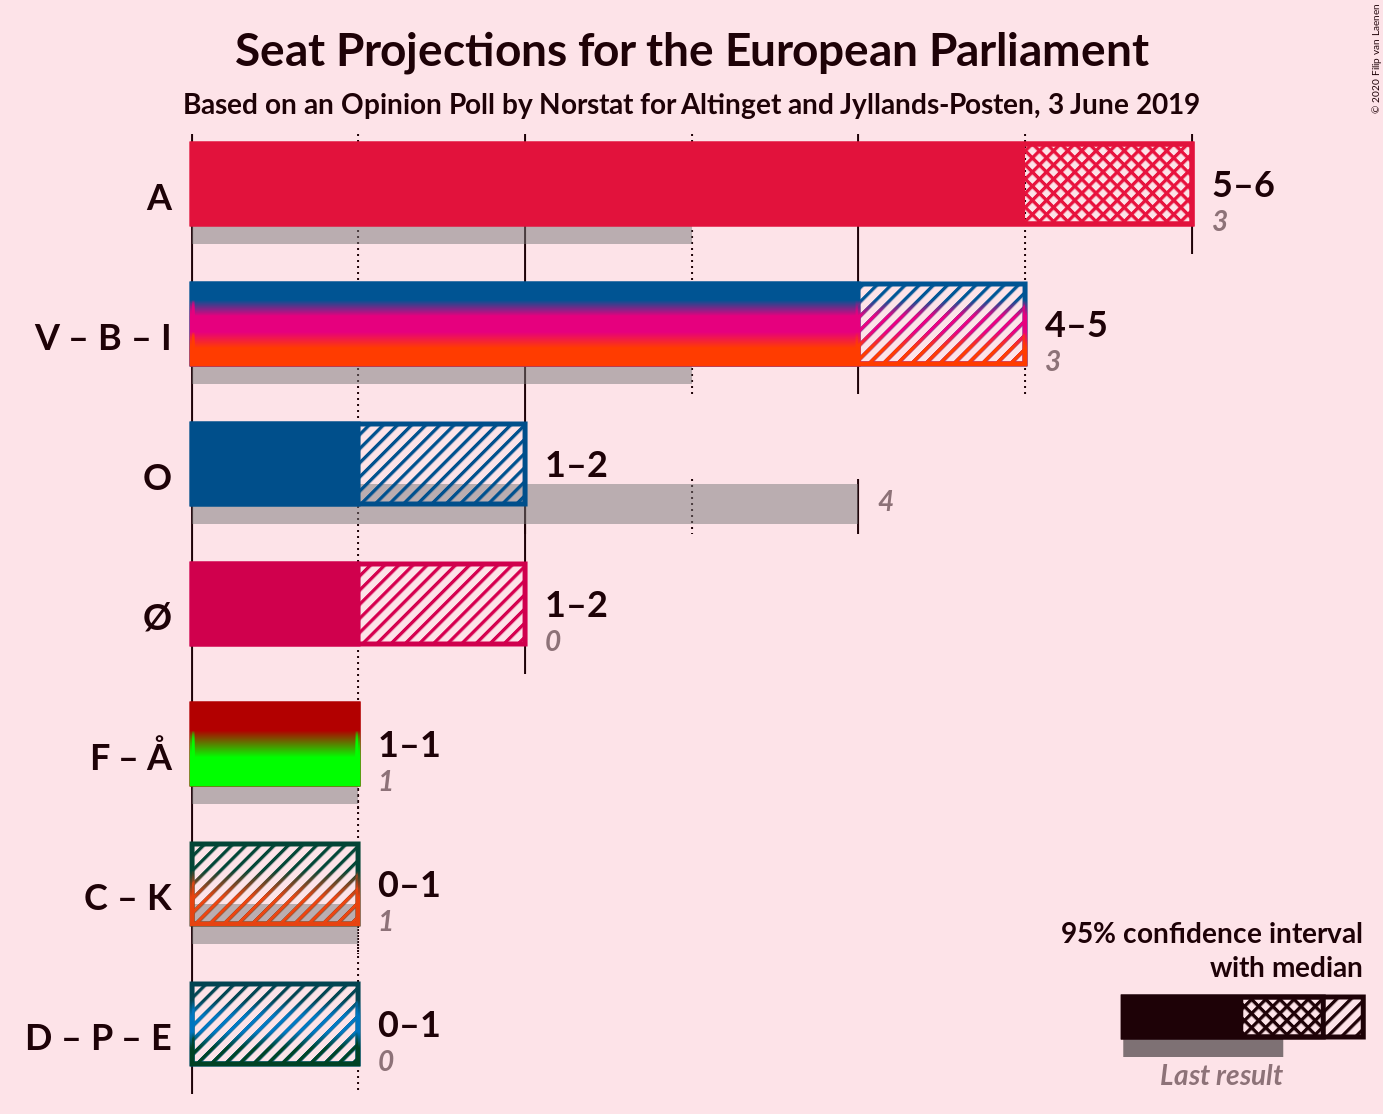 Seat Projections for the European Parliament
Based on an Opinion Poll by Norstat for Altinget and Jyllands-Posten, 3 June 2019
© 2020 Filip van Laenen
A
5–6
3
V – B – I
4–5
3
O
1–2
4
Ø
1–2
0
F – Å
1–1
1
C – K
0–1
1
D – P – E
0–1
0
95% confidence interval
with median
Last result